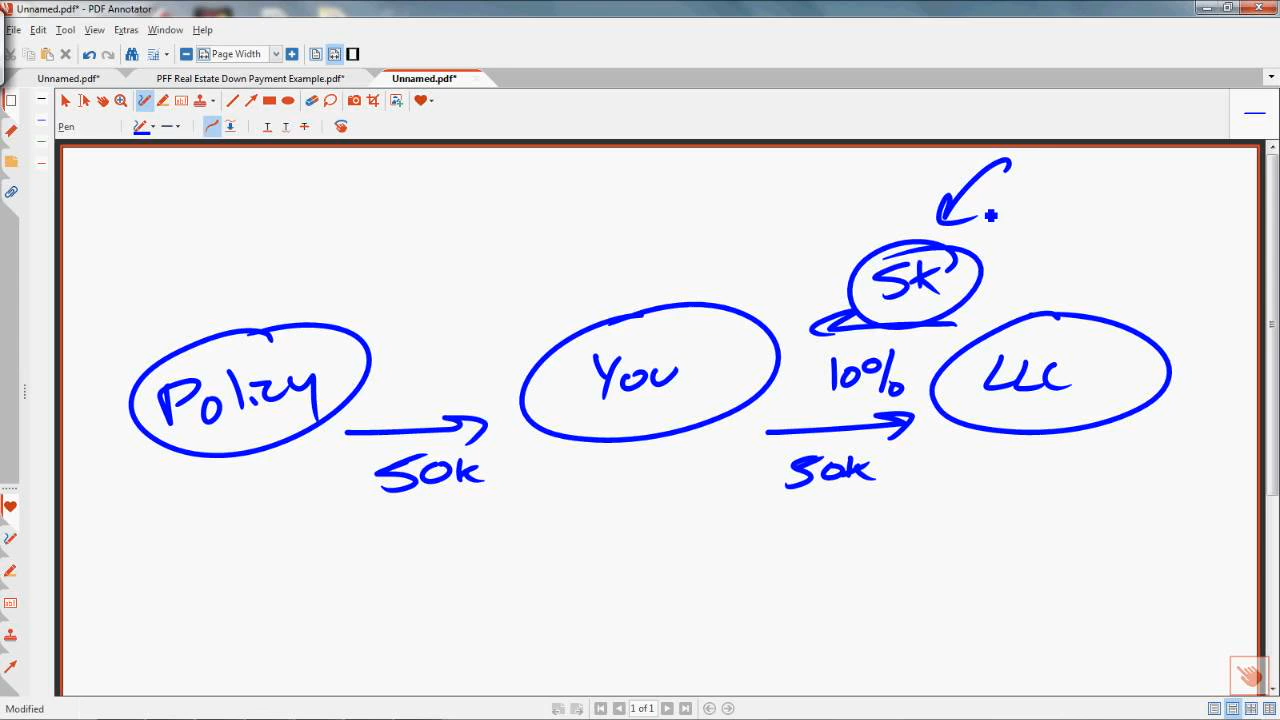 Unnamed.pdf* - PDF Annotator
File Edit Tool View Extras Window Help
Page Width
Unnamed.pdf* PFF Real Estate Down Payment Example.pdf* Unnamed.pdf*
Pen
5K
Policy
You
10%
LLC
50K
50K
Modified
1 of 1